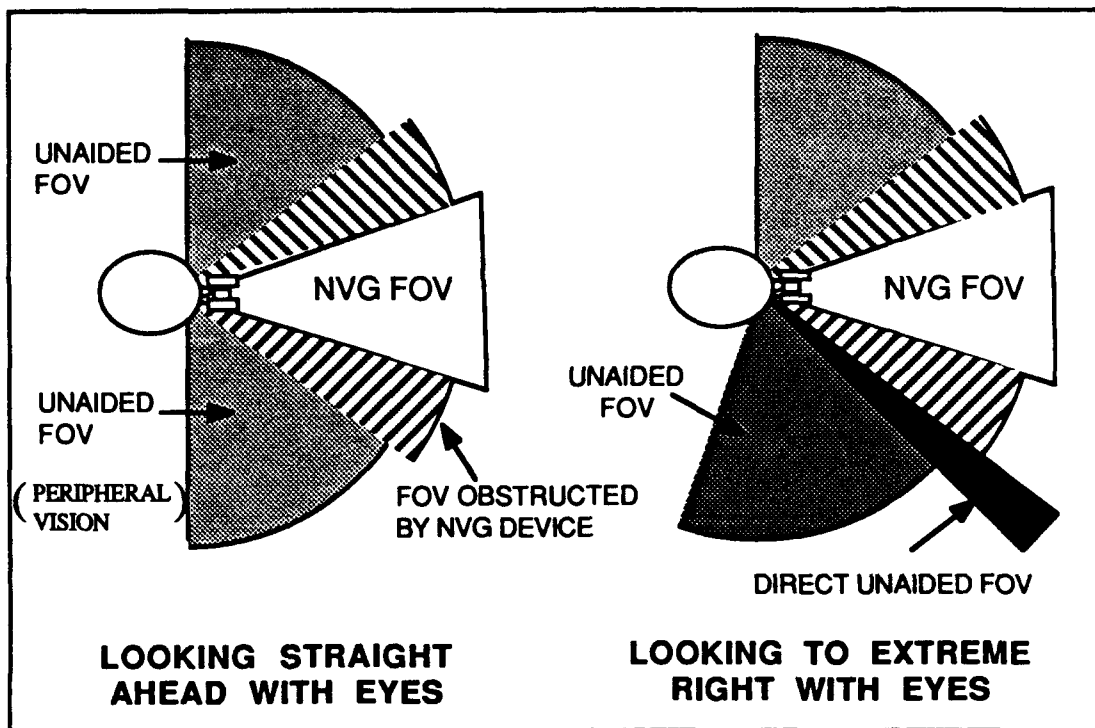 UNAIDED
FOV
NVG FOV
UNAIDED
FOV
( PERIPHERAL
VISION )
FOV OBSTRUCTED
BY NVG DEVICE
LOOKING STRAIGHT
AHEAD WITH EYES
NVG FOV
UNAIDED
FOV
DIRECT UNAIDED FOV
LOOKING TO EXTREME
RIGHT WITH EYES